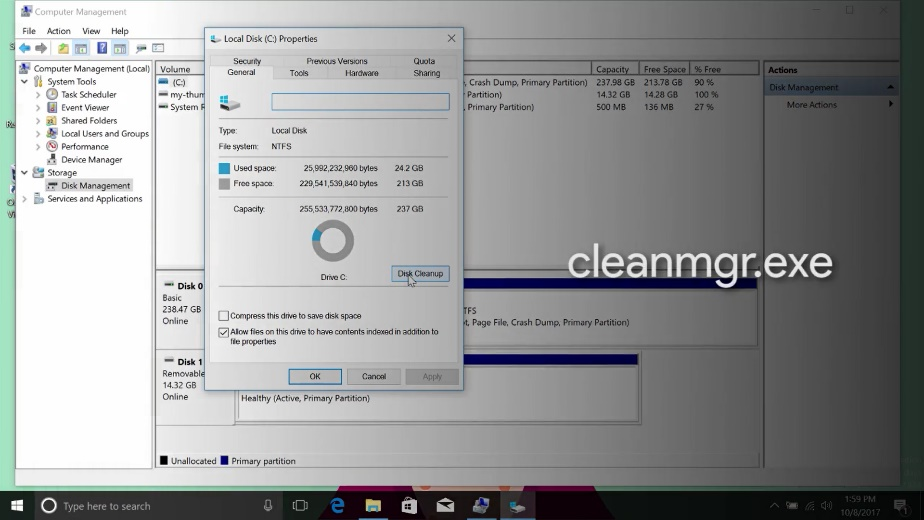 Computer Management
File Action View Help
Computer Management (Local)
System Tools
Task Scheduler
Event Viewer
Shared Folders
Local Users and Groups
Performance
Device Manager
Storage
Disk Management
Services and Applications
Volume
(C:)
my-thum
System R
Local Disk (C:) Properties
Security Previous Versions Quota
General Tools Hardware Sharing
Type: Local Disk
File system: NTFS
Used space: 25,992,232,960 bytes 24.2 GB
Free space: 229,541,539,840 bytes 213 GB
Capacity: 255,533,772,800 bytes 237 GB
Drive C:
Disk Cleanup
Compress this drive to save disk space
Allow files on this drive to have contents indexed in addition to
file properties
OK Cancel Apply
Capacity Free Space % Free
, Crash Dump, Primary Partition) 237.98 GB 213.78 GB 90 %
Partition) 14.32 GB 14.28 GB 100 %
, Primary Partition) 500 MB 136 MB 27 %
Actions
Disk Management
More Actions
cleanmgr.exe
Disk 0
Basic
238.47 GB
Online
TFS
t, Page File, Crash Dump, Primary Partition)
Disk 1
Removable
14.32 GB
Online
Healthy (Active, Primary Partition)
Unallocated Primary partition
Type here to search
1:59 PM
10/8/2017